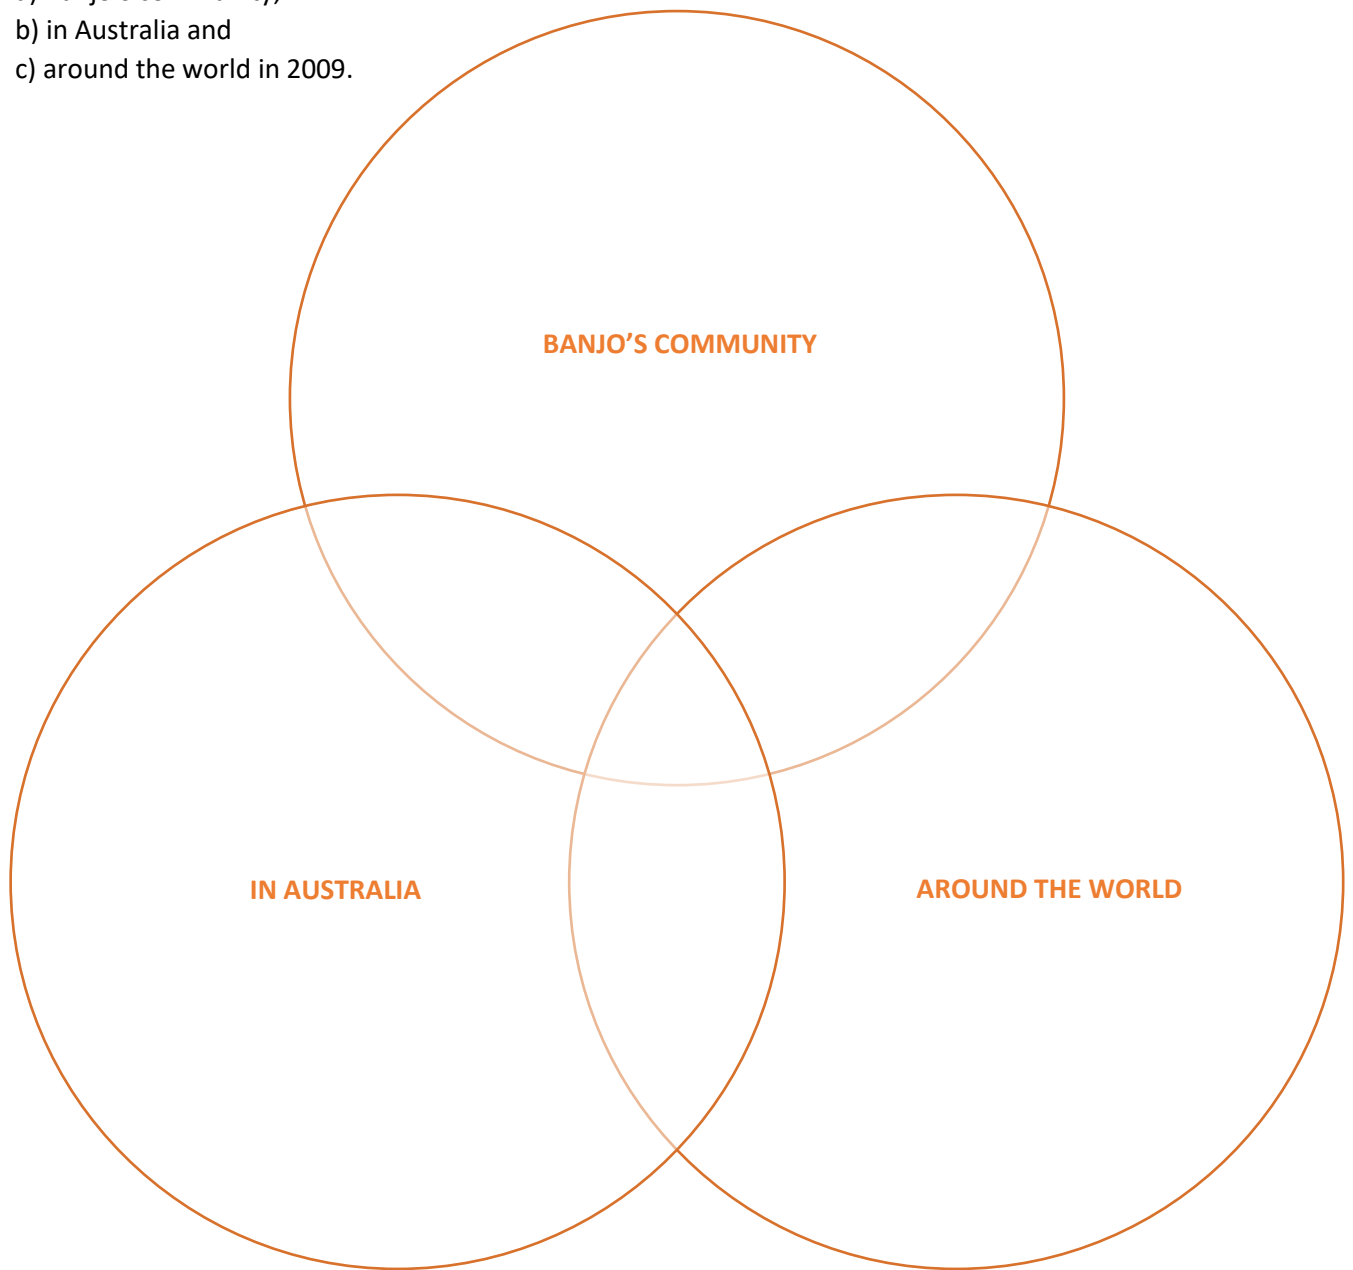 b) in Australia and
c) around the world in 2009.
BANJO'S COMMUNITY
IN AUSTRALIA
AROUND THE WORLD